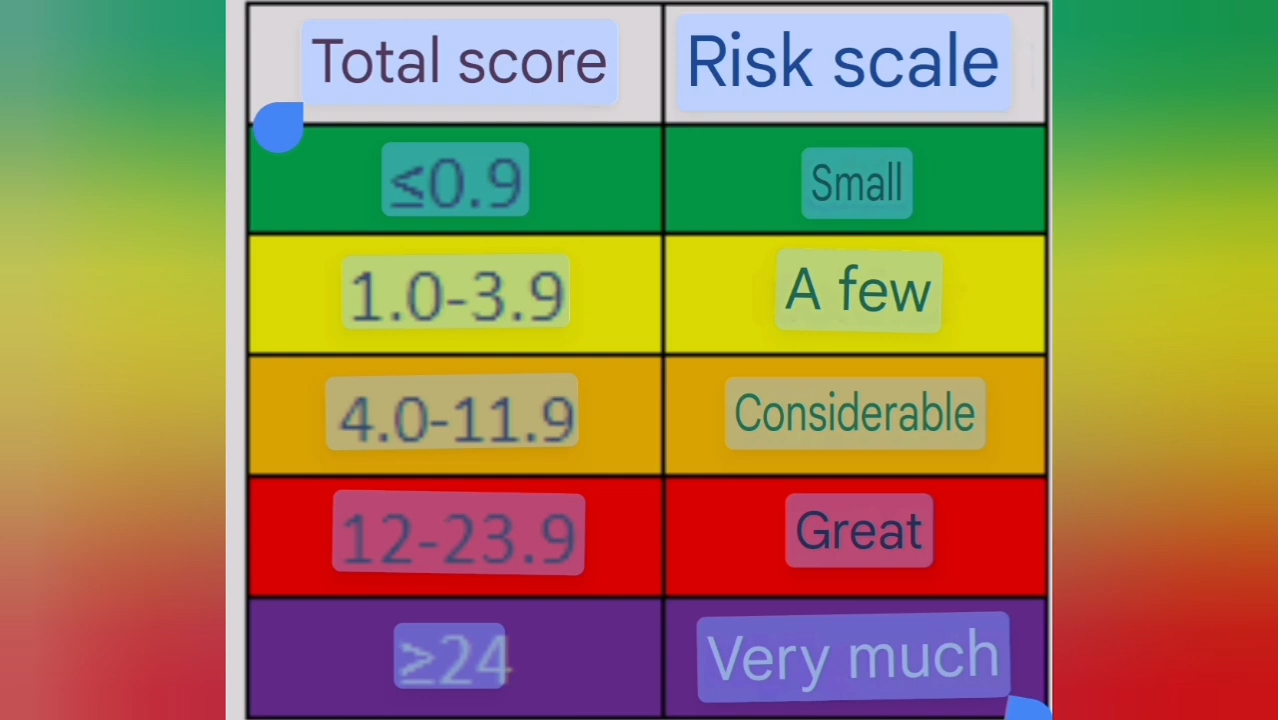 Total score Risk scale
≤0.9 Small
1.0-3.9 A few
4.0-11.9 Considerable
12-23.9 Great
≥24 Very much